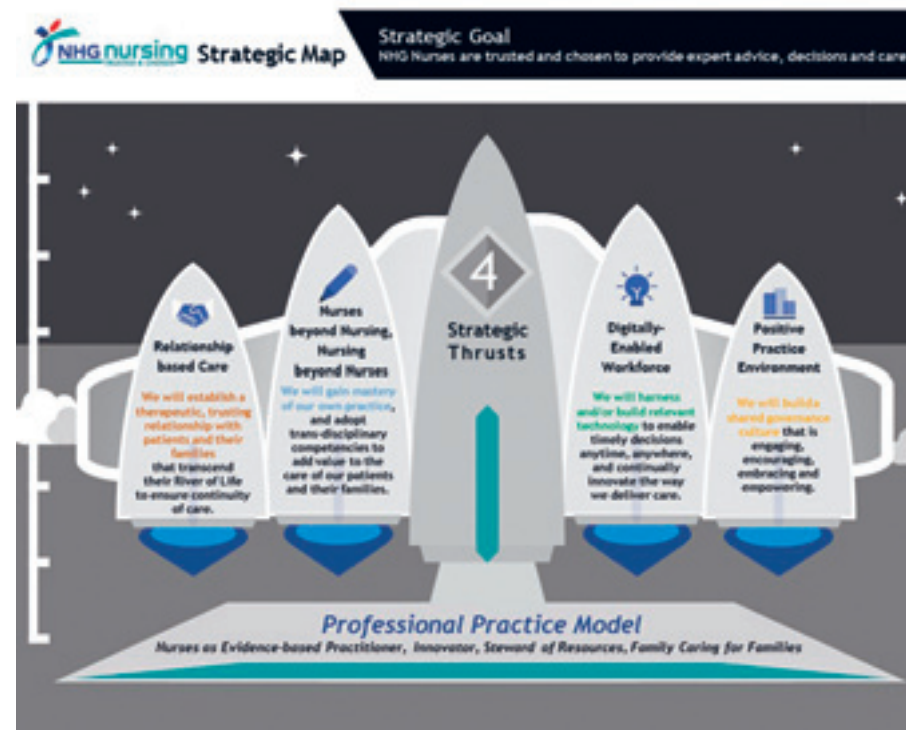 NHG nursing
Strategic Map
Strategic Goal
NHG Nurses are trusted and chosen to provide expert advice, decisions and care
4
Strategic
Thrusts
Relationship
based Care
We will establish a
therapeutic, trusting
relationship with
patients and their
families
that transcend
their River of Life
to ensure continuity
of care.
Nurses
beyond Nursing,
Nursing
beyond Nurses
We will gain mastery
of our own practice,
and adopt
trans-disciplinary
competencies to
add value to the
care of our patients
and their families.
Digitally-
Enabled
Workforce
We will harness
and/or build relevant
technology to enable
timely decisions
anytime, anywhere,
and continually
innovate the way
we deliver care.
Positive
Practice
Environment
We will builda
shared governance
culture that is
engaging,
encouraging,
embracing and
empowering.
Professional Practice Model
Nurses as Evidence-based Practitioner, Innovator, Steward of Resources, Family Caring for Families